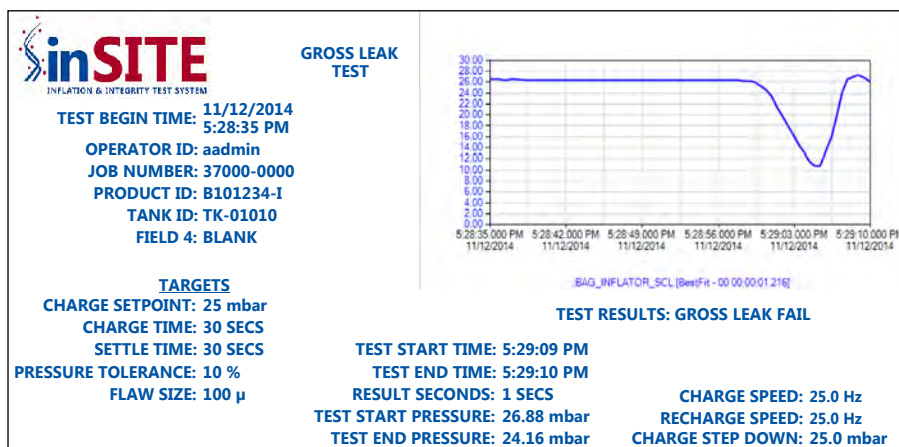 inSITE
INFLATION & INTEGRITY TEST SYSTEM
GROSS LEAK
TEST
TEST BEGIN TIME: 11/12/2014
5:28:35 PM
OPERATOR ID: aadmin
JOB NUMBER: 37000-0000
PRODUCT ID: B101234-I
TANK ID: TK-01010
FIELD 4: BLANK
30.00
28.00
26.00
24.00
22.00
20.00
18.00
16.00
14.00
12.00
10.00
8.00
6.00
4.00
2.00
0.00
5:28:35.000 PM 5:28:42.000 PM 5:28:49.000 PM 5:28:56.000 PM 5:29:03.000 PM 5:29:10.000 PM
11/12/2014 11/12/2014 11/12/2014 11/12/2014 11/12/2014 11/12/2014
BAG_INFLATOR_SCL [BestFit - 00 00:00:01.216]
TARGETS
CHARGE SETPOINT: 25 mbar
CHARGE TIME: 30 SECS
SETTLE TIME: 30 SECS
PRESSURE TOLERANCE: 10 %
FLAW SIZE: 100 µ
TEST RESULTS: GROSS LEAK FAIL
TEST START TIME: 5:29:09 PM
TEST END TIME: 5:29:10 PM
RESULT SECONDS: 1 SECS
TEST START PRESSURE: 26.88 mbar
TEST END PRESSURE: 24.16 mbar
CHARGE SPEED: 25.0 Hz
RECHARGE SPEED: 25.0 Hz
CHARGE STEP DOWN: 25.0 mbar